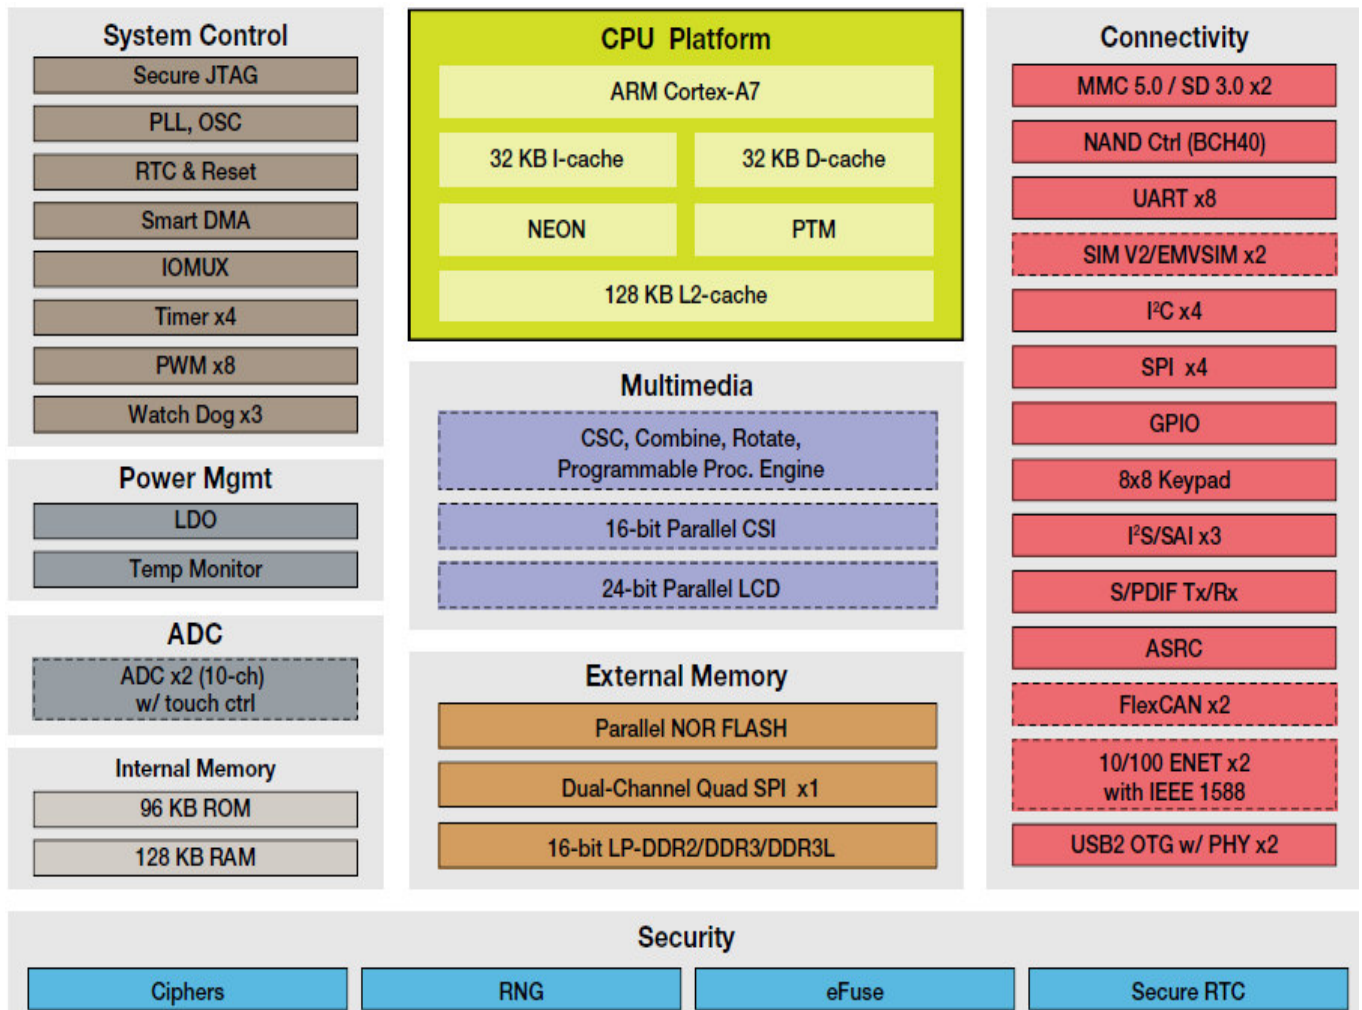 System Control
Secure JTAG
PLL, OSC
RTC & Reset
Smart DMA
IOMUX
Timer x4
PWM x8
Watch Dog x3
Power Mgmt
LDO
Temp Monitor
ADC
ADC x2 (10-ch)
w/ touch ctrl
Internal Memory
96 KB ROM
128 KB RAM
CPU Platform
ARM Cortex-A7
32 KB I-cache
32 KB D-cache
NEON
PTM
128 KB L2-cache
Multimedia
CSC, Combine, Rotate,
Programmable Proc. Engine
16-bit Parallel CSI
24-bit Parallel LCD
External Memory
Parallel NOR FLASH
Dual-Channel Quad SPI x1
16-bit LP-DDR2/DDR3/DDR3L
Connectivity
MMC 5.0 / SD 3.0 x2
NAND Ctrl (BCH40)
UART x8
SIM V2/EMVSIM x2
I²C x4
SPI x4
GPIO
8x8 Keypad
I²S/SAI x3
S/PDIF Tx/Rx
ASRC
FlexCAN x2
10/100 ENET x2
with IEEE 1588
USB2 OTG w/ PHY x2
Security
Ciphers
RNG
eFuse
Secure RTC